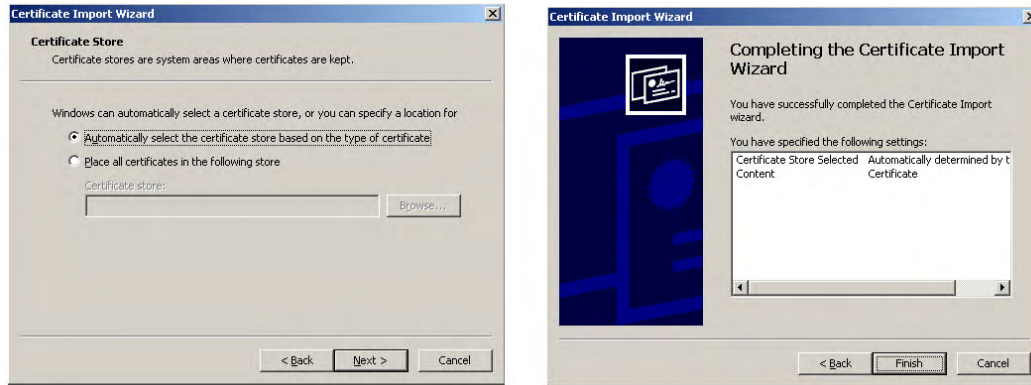 Certificate Import Wizard
Certificate Store
Certificate stores are system areas where certificates are kept.
Windows can automatically select a certificate store, or you can specify a location for
Automatically select the certificate store based on the type of certificate
Place all certificates in the following store
Certificate store:
Browse...
< Back Next > Cancel
Certificate Import Wizard
Completing the Certificate Import
Wizard
You have successfully completed the Certificate Import
wizard.
You have specified the following settings:
Certificate Store Selected Automatically determined by t
Content Certificate
< Back Finish Cancel